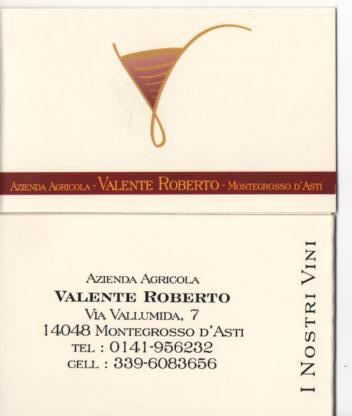 Azienda Agricola · Valente Roberto · Montegrosso d'Asti
Azienda Agricola
Valente Roberto
Via Vallumida, 7
14048 Montegrosso d'Asti
tel : 0141-956232
cell : 339-6083656
I Nostri Vini